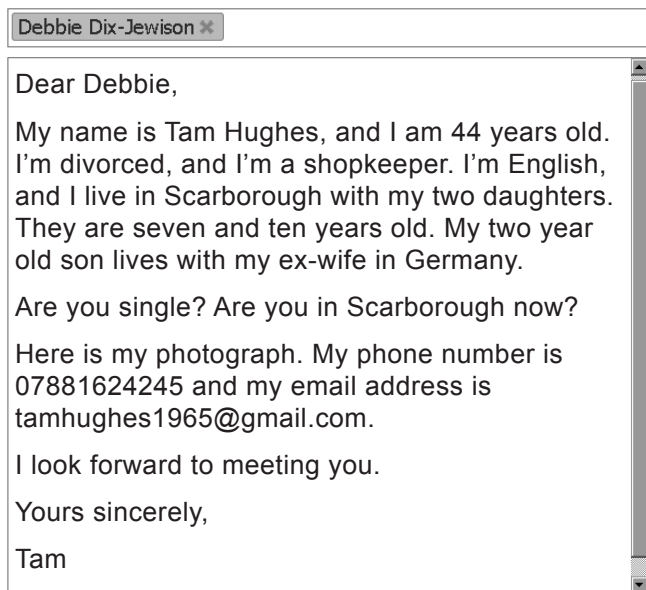 Debbie Dix-Jewison
Dear Debbie,
My name is Tam Hughes, and I am 44 years old.
I'm divorced, and I'm a shopkeeper. I'm English,
and I live in Scarborough with my two daughters.
They are seven and ten years old. My two year
old son lives with my ex-wife in Germany.
Are you single? Are you in Scarborough now?
Here is my photograph. My phone number is
07881624245 and my email address is
tamhughes1965@gmail.com.
I look forward to meeting you.
Yours sincerely,
Tam